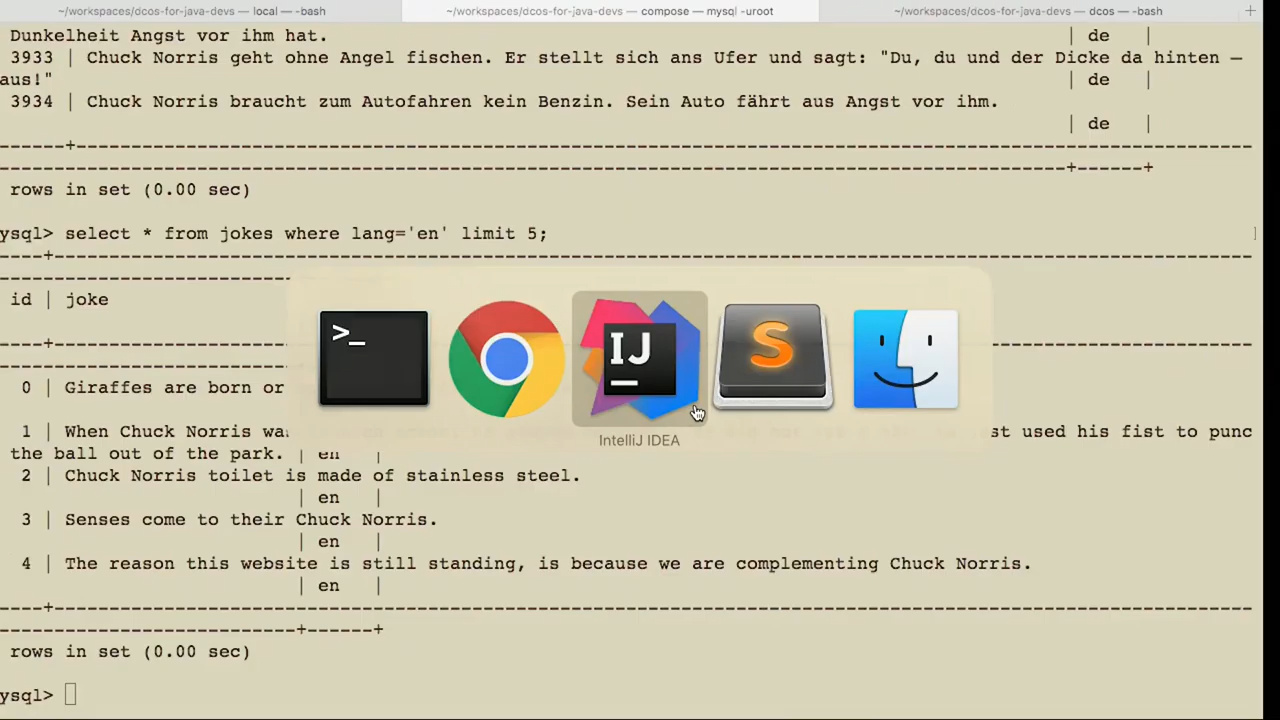 ~/workspaces/dcos-for-java-devs — local — -bash
~/workspaces/dcos-for-java-devs — compose — mysql -uroot
~/workspaces/dcos-for-java-devs — dcos — -bash
Dunkelheit Angst vor ihm hat. | de |
3933 | Chuck Norris geht ohne Angel fischen. Er stellt sich ans Ufer und sagt: "Du, du und der Dicke da hinten –
aus!" | de |
3934 | Chuck Norris braucht zum Autofahren kein Benzin. Sein Auto fährt aus Angst vor ihm.
| de |
------+-----------------------------------------------------------------------------------------------------------
-------------------------------------------------------------------------------------------------+------+
rows in set (0.00 sec)
ysql> select * from jokes where lang='en' limit 5;
----+-------------------------------------------------------------------------------------------------------------
id | joke
0 | Giraffes are born or
1 | When Chuck Norris wa st used his fist to punc
the ball out of the park. | en |
2 | Chuck Norris toilet is made of stainless steel.
| en |
3 | Senses come to their Chuck Norris.
| en |
4 | The reason this website is still standing, is because we are complementing Chuck Norris.
| en |
----+-------------------------------------------------------------------------------------------------------------
---------------------------+------+
rows in set (0.00 sec)
ysql>
>_
IJ
S
IntelliJ IDEA